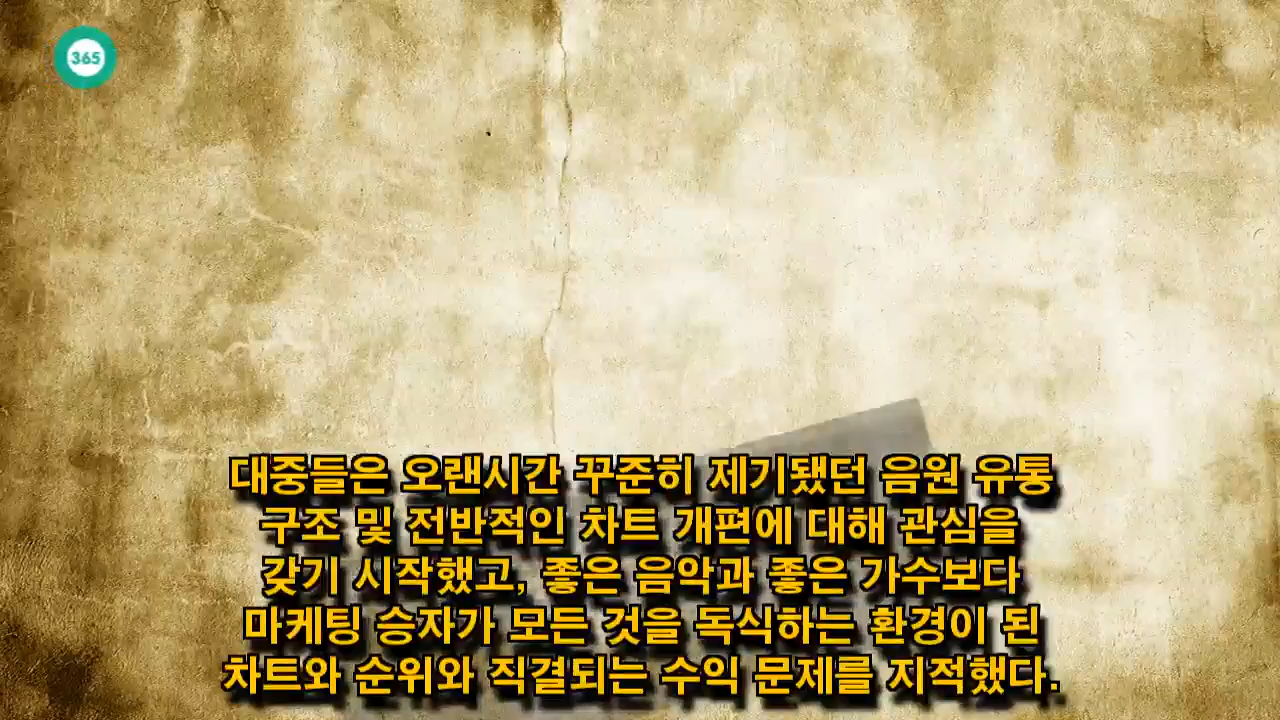 365
대중들은 오랜시간 꾸준히 제기됐던 음원 유통
구조 및 전반적인 차트 개편에 대해 관심을
갖기 시작했고, 좋은 음악과 좋은 가수보다
마케팅 승자가 모든 것을 독식하는 환경이 된
차트와 순위와 직결되는 수익 문제를 지적했다.